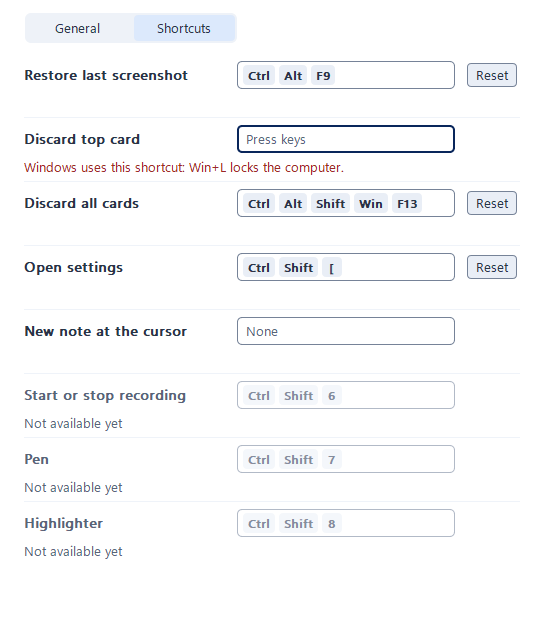 General Shortcuts
Restore last screenshot Ctrl Alt F9 Reset
Discard top card Press keys
Windows uses this shortcut: Win+L locks the computer.
Discard all cards Ctrl Alt Shift Win F13 Reset
Open settings Ctrl Shift [ Reset
New note at the cursor None
Start or stop recording Ctrl Shift 6
Not available yet
Pen Ctrl Shift 7
Not available yet
Highlighter Ctrl Shift 8
Not available yet